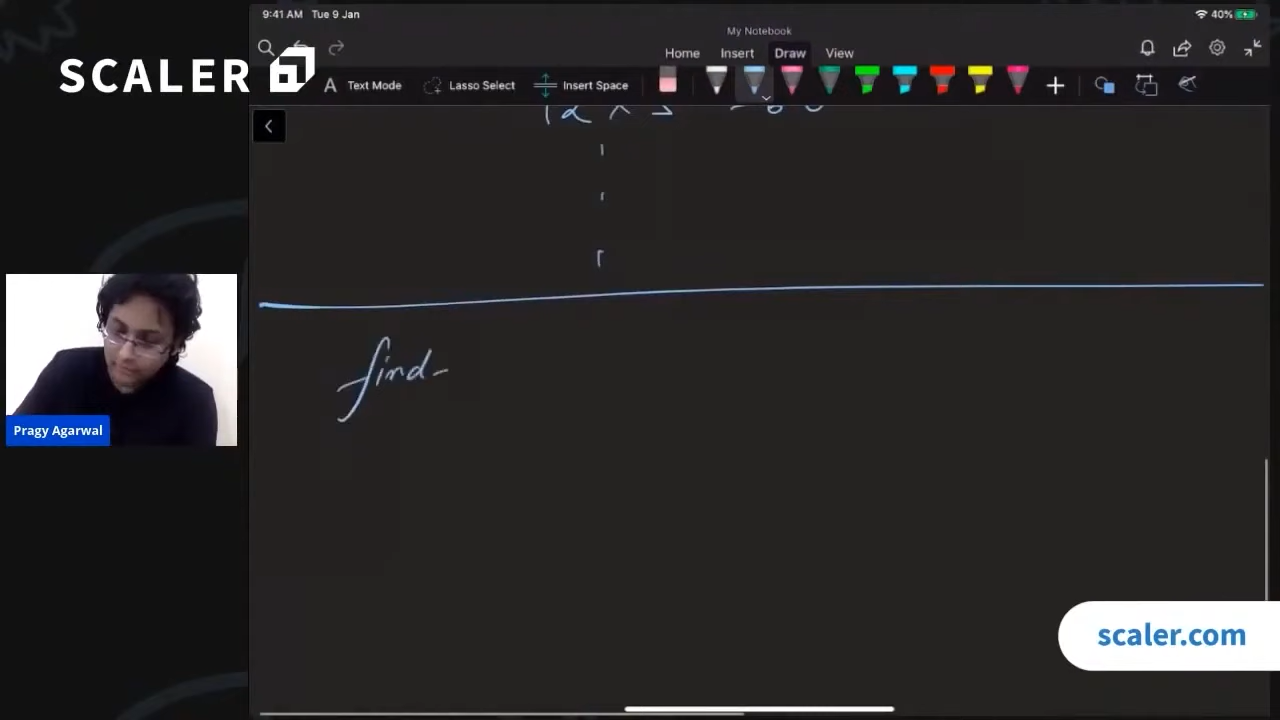 9:41 AM Tue 9 Jan
40%
My Notebook
Home Insert Draw View
SCALER
A Text Mode Lasso Select Insert Space
find
Pragy Agarwal
scaler.com